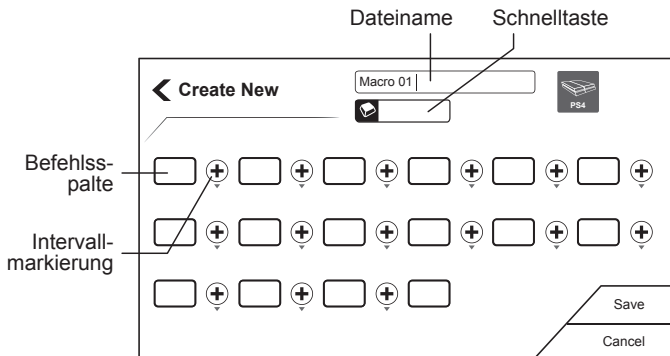 Dateiname
Schnelltaste
Create New
Macro 01
PS4
Befehlss-
palte
Intervall-
markierung
Save
Cancel